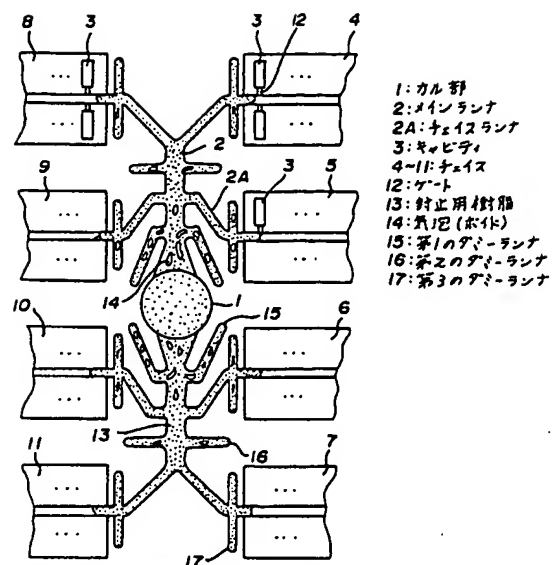 8 3 3 12 4
2
2A
9 3 5
14 1
10 15 6
13
11 16 7
17
1:カル部
2:メインランナ
2A:チェイスランナ
3:キャビティ
4~11:チェイス
12:ゲート
13:封止用樹脂
14:気泡(ボイド)
15:第1のダミーランナ
16:第2のダミーランナ
17:第3のダミーランナ